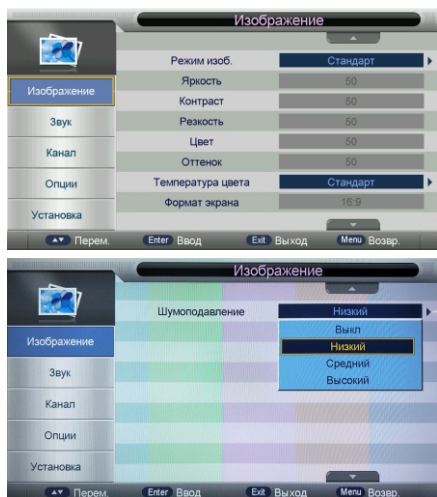 Изображение
Режим изоб. Стандарт
Яркость 50
Контраст 50
Резкость 50
Цвет 50
Оттенок 50
Температура цвета Стандарт
Формат экрана 16:9
Изображение
Звук
Канал
Опции
Установка
Перем. Enter Ввод Exit Выход Menu Возвр.
Изображение
Шумоподавление Низкий
Выкл
Низкий
Средний
Высокий
Изображение
Звук
Канал
Опции
Установка
Перем. Enter Ввод Exit Выход Menu Возвр.